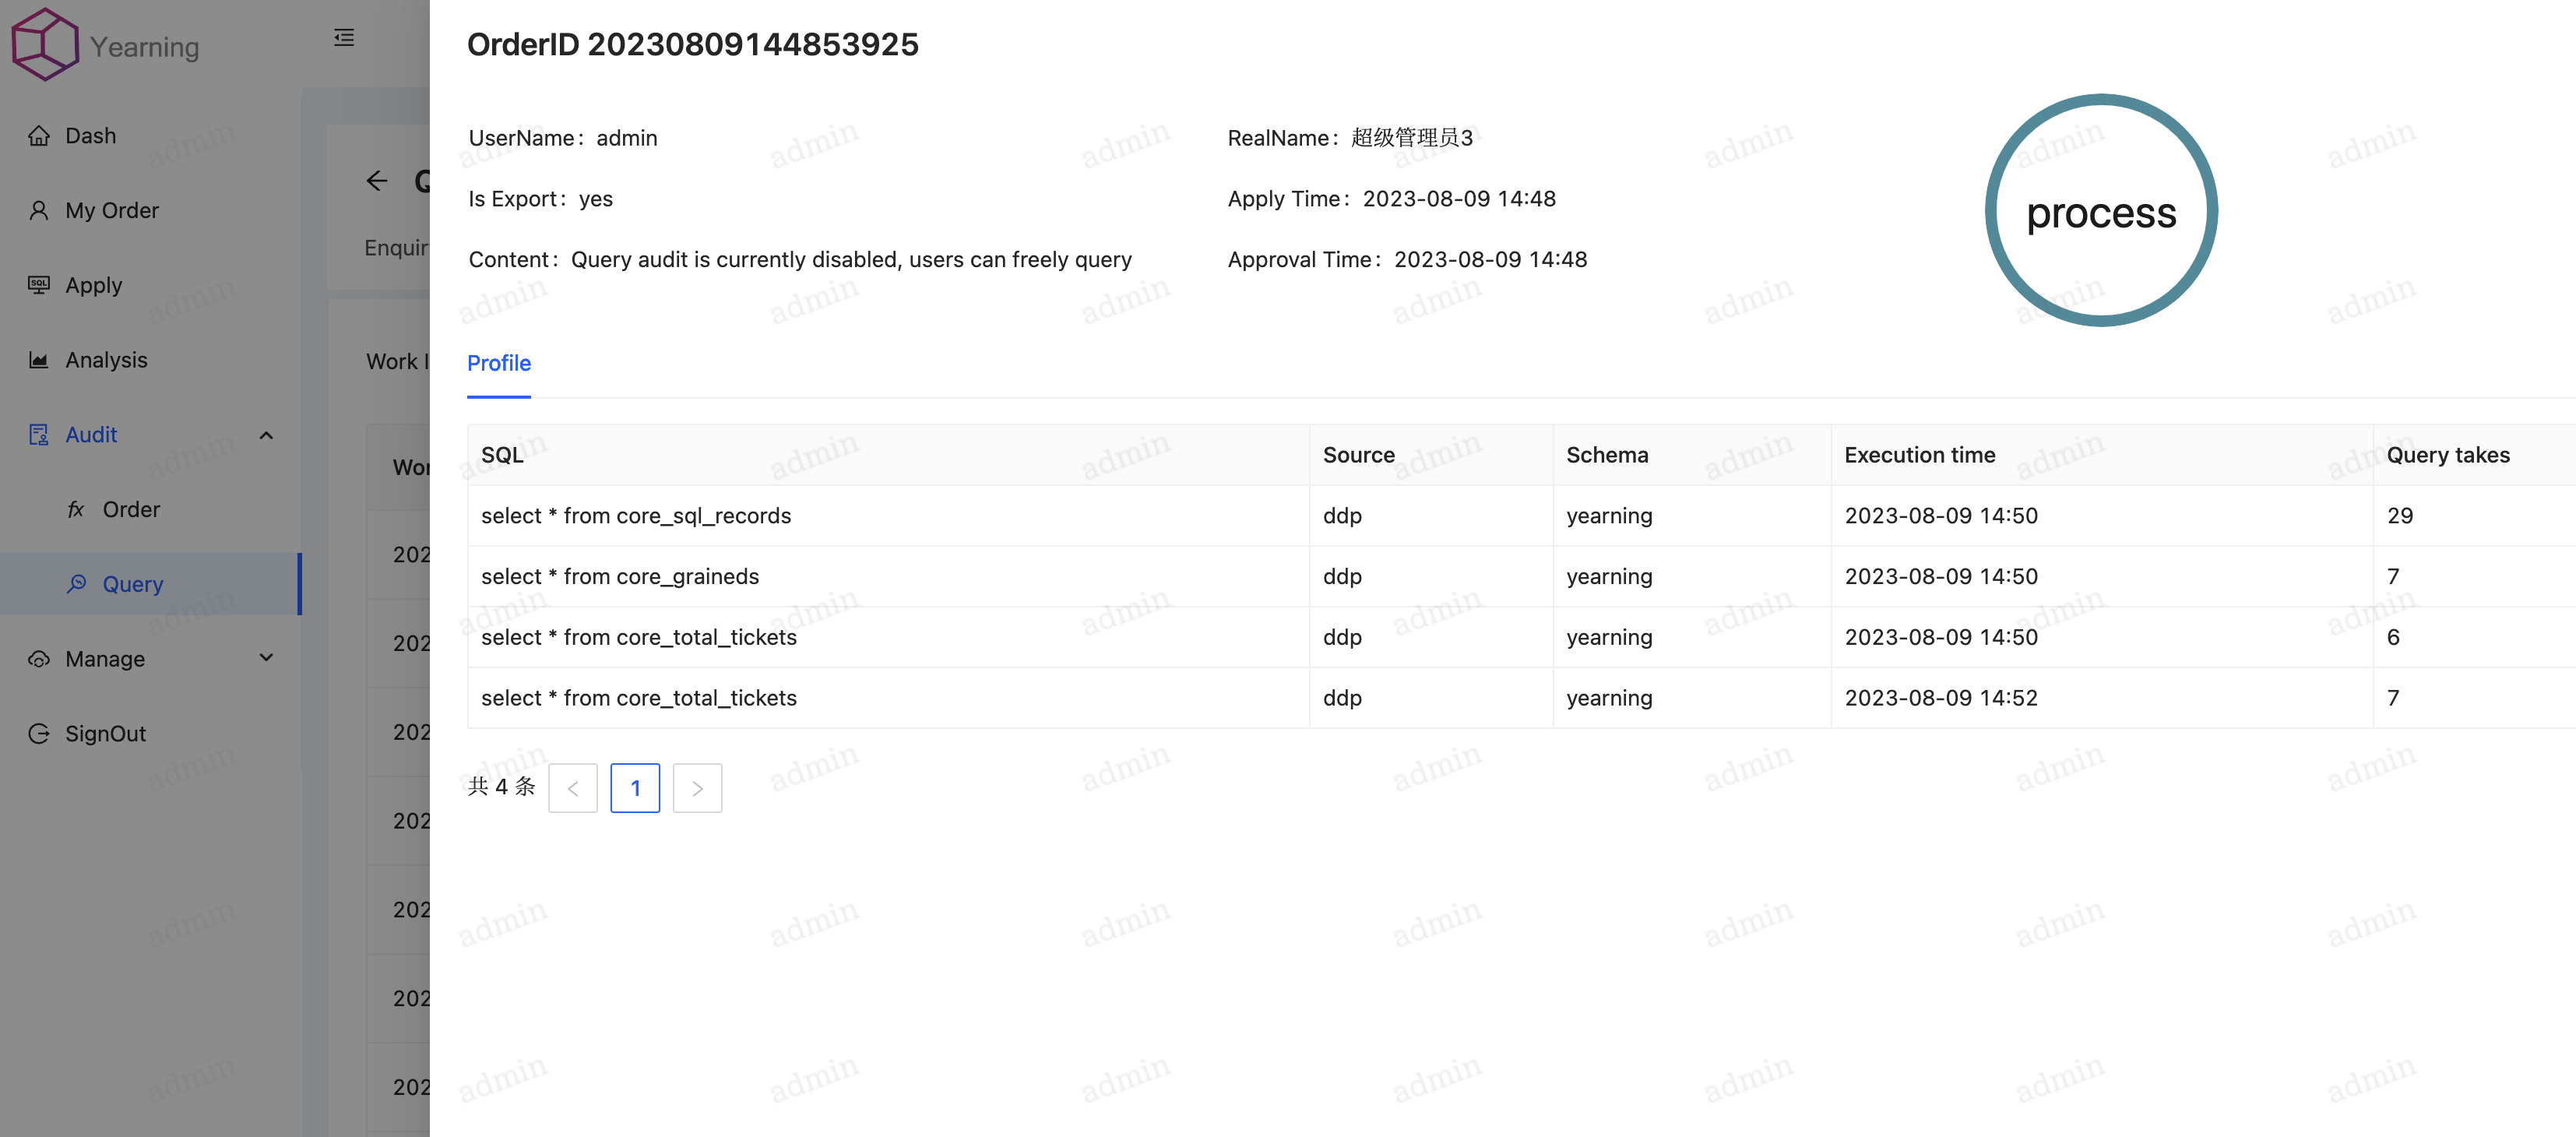 Yearning
Dash
My Order
Apply
Analysis
Audit
Order
Query
Manage
SignOut
Work
202
202
202
202
202
202
202
OrderID 20230809144853925
UserName: admin
RealName: 超级管理员3
Is Export: yes
Apply Time: 2023-08-09 14:48
Content: Query audit is currently disabled, users can freely query
Approval Time: 2023-08-09 14:48
process
Profile
SQL Source Schema Execution time Query takes
select * from core_sql_records ddp yearning 2023-08-09 14:50 29
select * from core_graineds ddp yearning 2023-08-09 14:50 7
select * from core_total_tickets ddp yearning 2023-08-09 14:50 6
select * from core_total_tickets ddp yearning 2023-08-09 14:52 7
共 4 条 < 1 >
admin